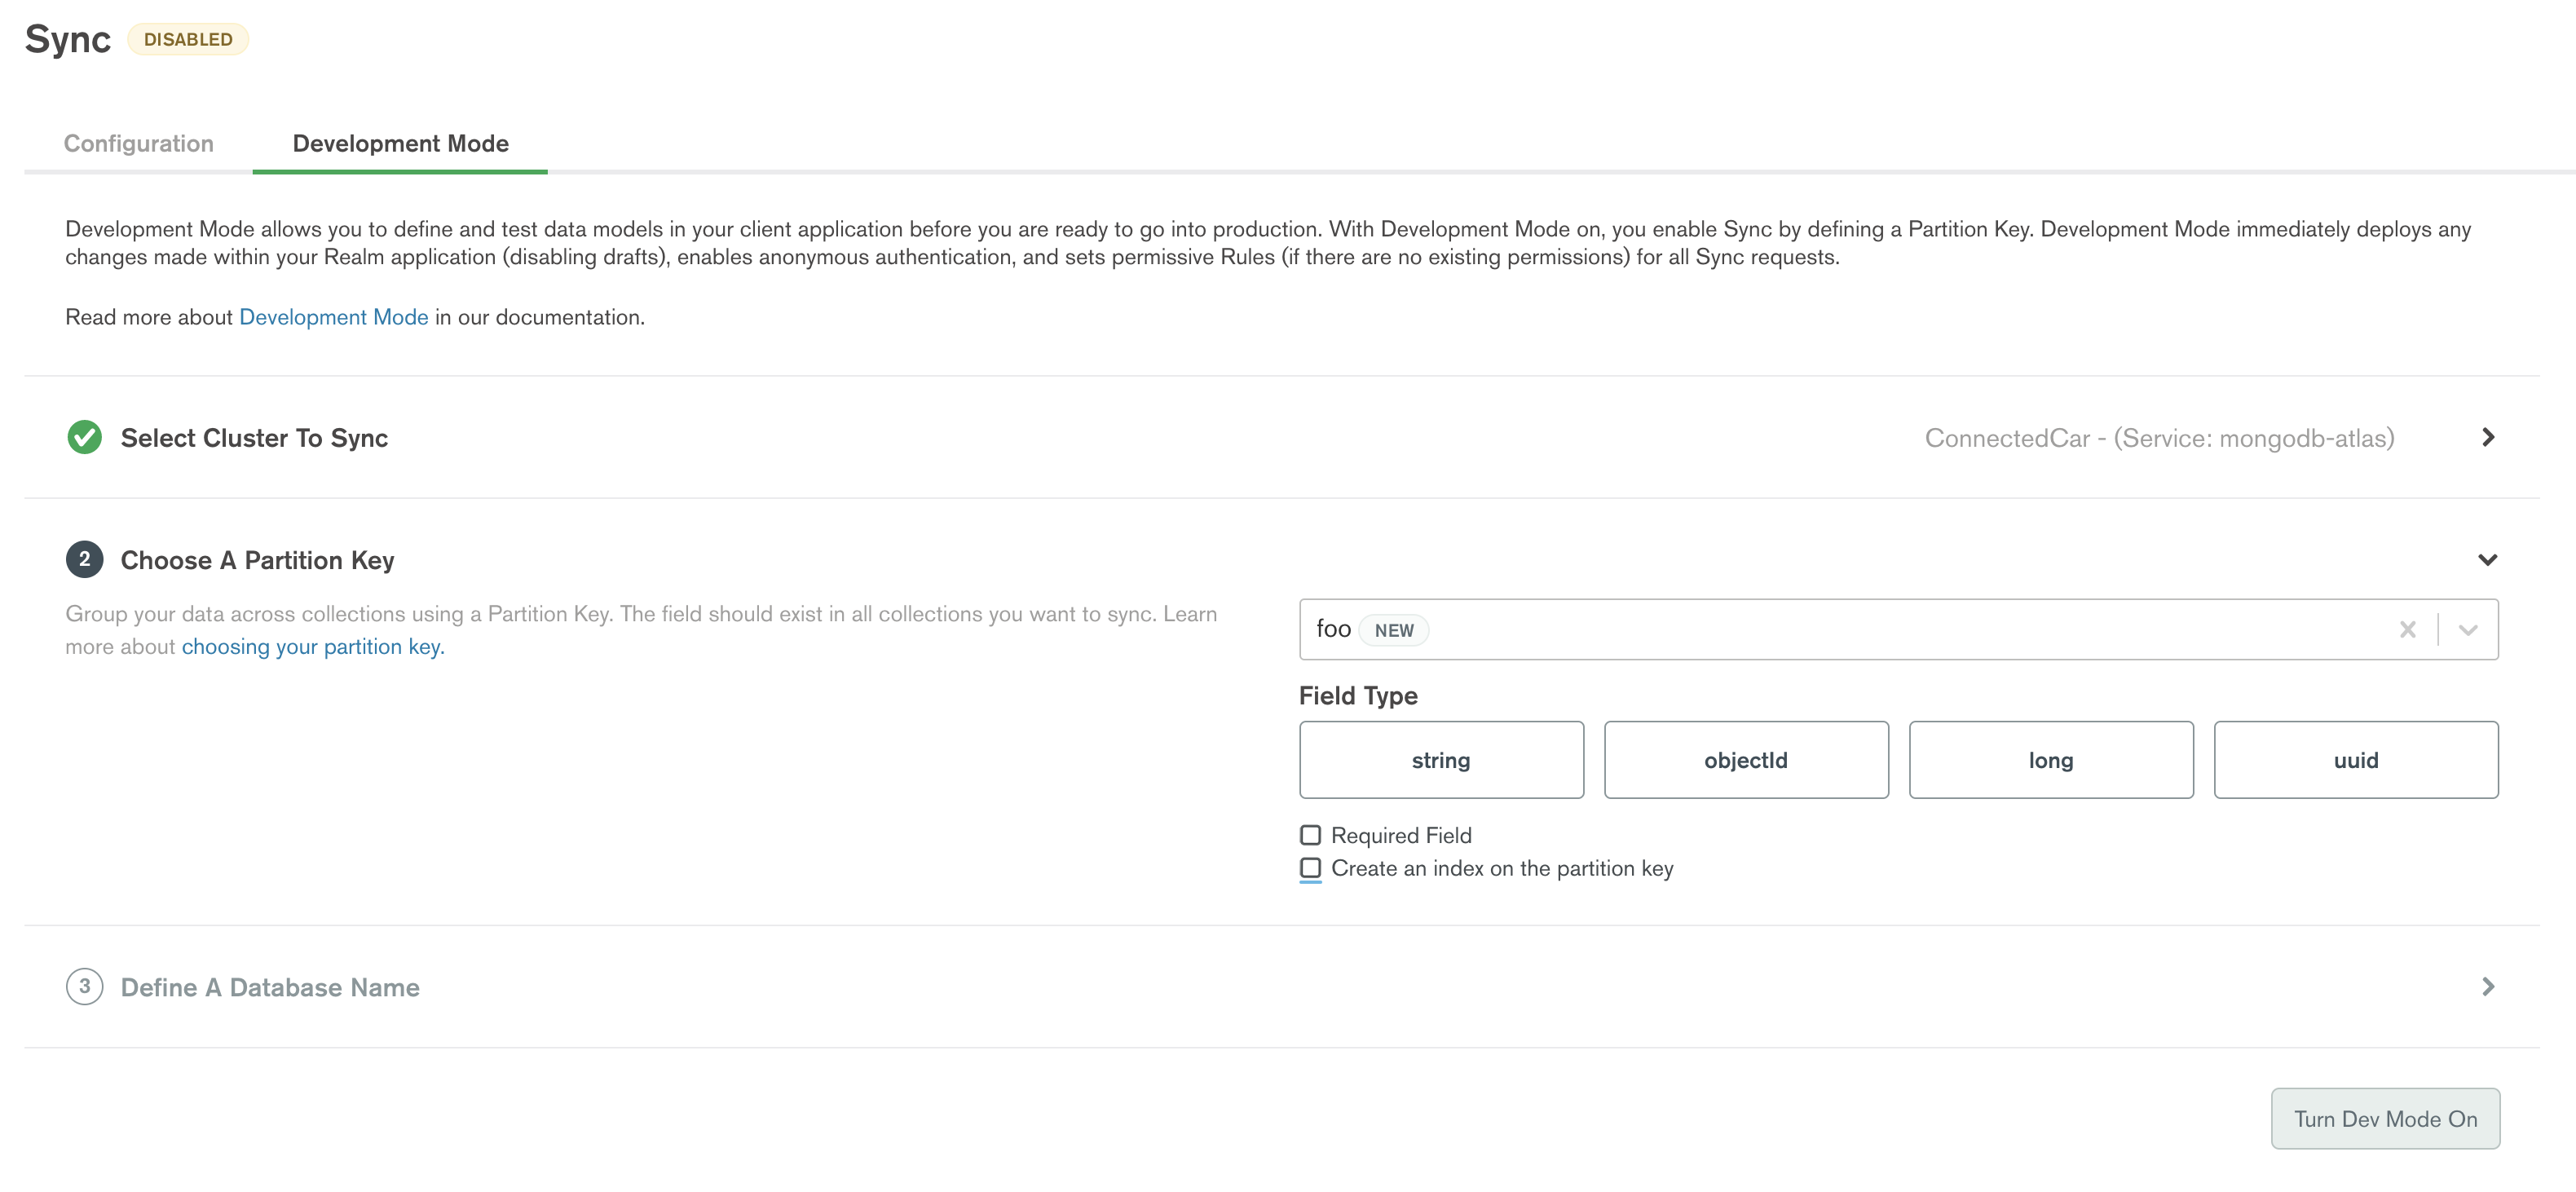 Sync DISABLED
Configuration Development Mode
Development Mode allows you to define and test data models in your client application before you are ready to go into production. With Development Mode on, you enable Sync by defining a Partition Key. Development Mode immediately deploys any
changes made within your Realm application (disabling drafts), enables anonymous authentication, and sets permissive Rules (if there are no existing permissions) for all Sync requests.
Read more about Development Mode in our documentation.
Select Cluster To Sync ConnectedCar - (Service: mongodb-atlas)
2 Choose A Partition Key
Group your data across collections using a Partition Key. The field should exist in all collections you want to sync. Learn
more about choosing your partition key.
foo NEW
Field Type
string objectId long uuid
Required Field
Create an index on the partition key
3 Define A Database Name
Turn Dev Mode On